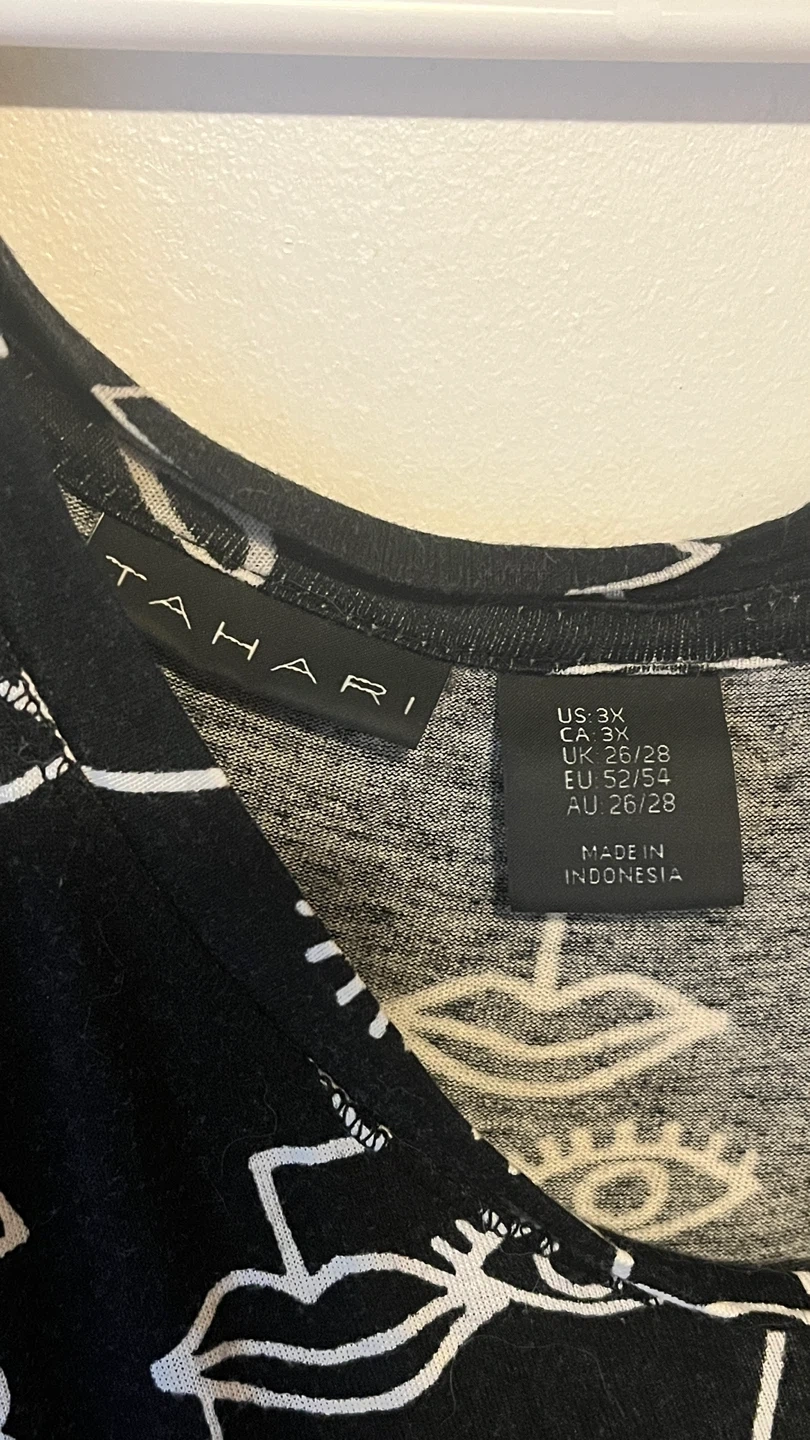 TAHARI
US: 3X
CA: 3X
UK: 26/28
EU: 52/54
AU: 26/28
MADE IN
INDONESIA